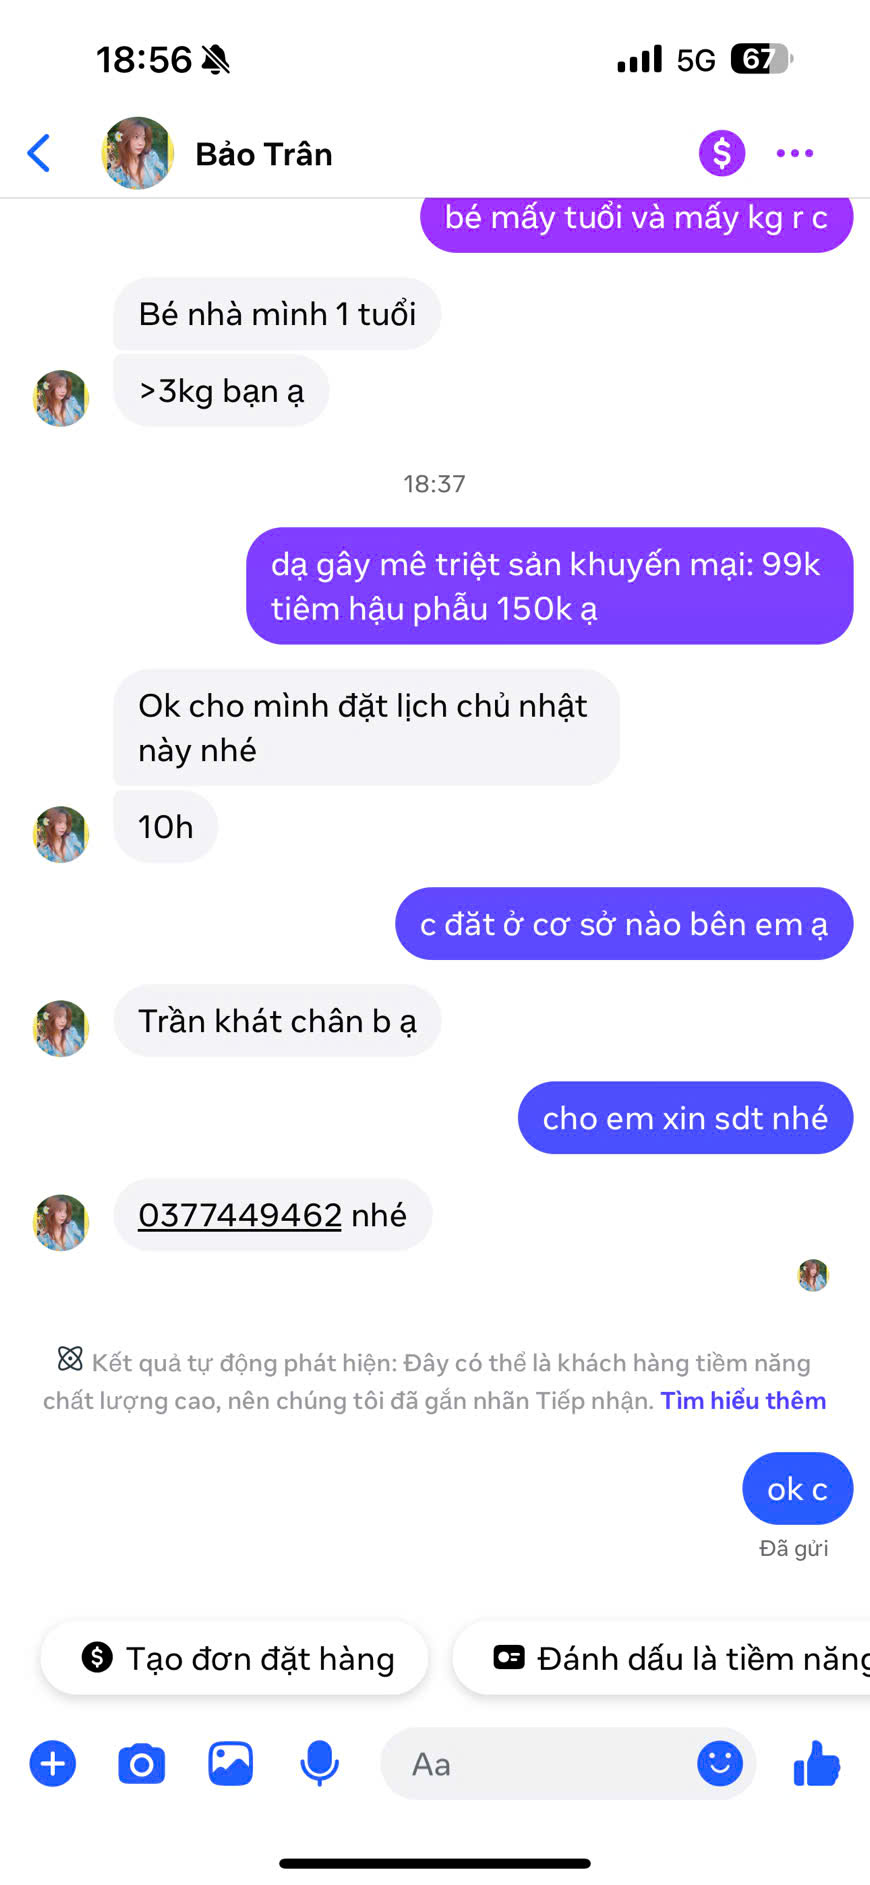 18:56
5G
67
Bảo Trân
bé mấy tuổi và mấy kg r c
Bé nhà mình 1 tuổi
>3kg bạn ạ
18:37
dạ gây mê triệt sản khuyến mại: 99k
tiêm hậu phẫu 150k ạ
Ok cho mình đặt lịch chủ nhật
này nhé
10h
c đăt ở cơ sở nào bên em ạ
Trần khát chân b ạ
cho em xin sdt nhé
0377449462 nhé
Kết quả tự động phát hiện: Đây có thể là khách hàng tiềm năng
chất lượng cao, nên chúng tôi đã gắn nhãn Tiếp nhận. Tìm hiểu thêm
ok c
Đã gửi
Tạo đơn đặt hàng
Đánh dấu là tiềm năng
Aa